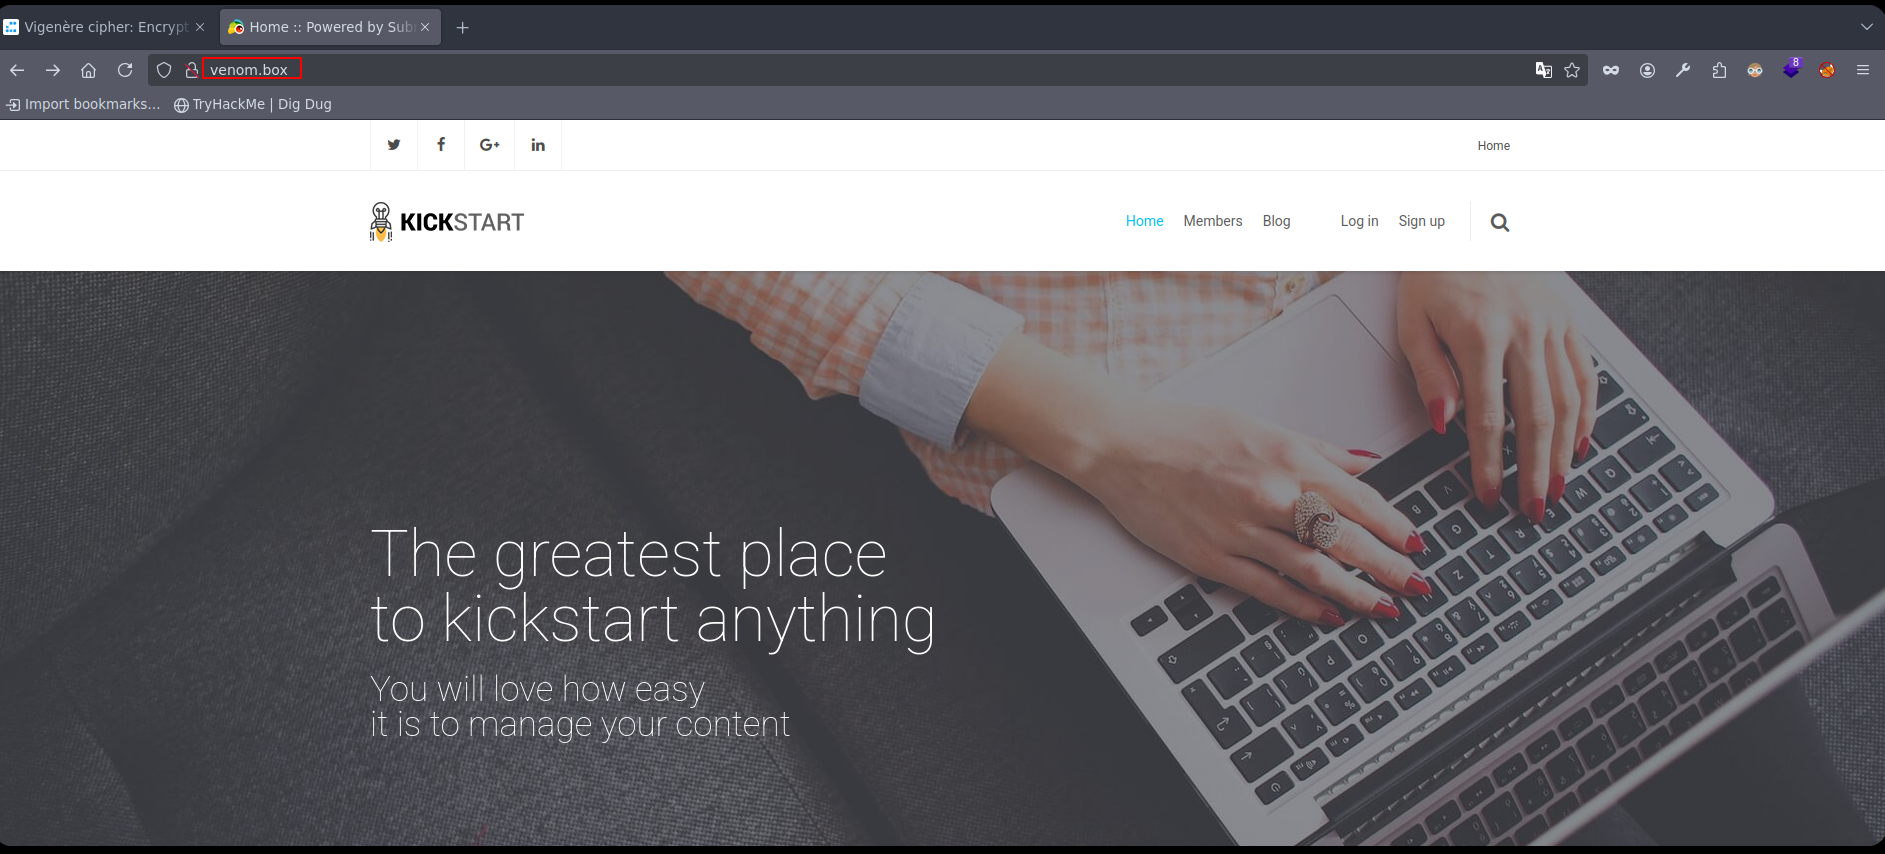 Vigenère cipher: Encrypt
Home :: Powered by Subr
venom.box
8
Import bookmarks...
TryHackMe | Dig Dug
Home
KICKSTART
Home
Members
Blog
Log in
Sign up
The greatest place
to kickstart anything
You will love how easy
it is to manage your content